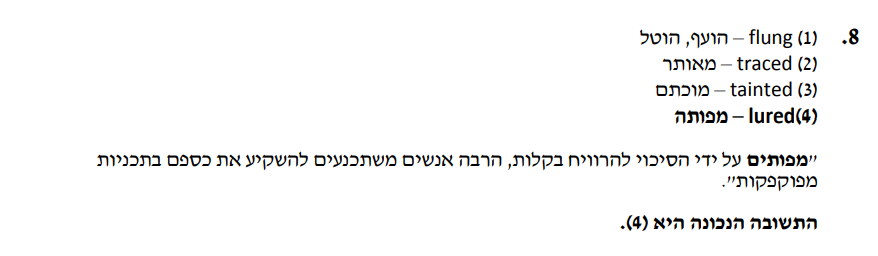 8. (1) flung – הועף, הוטל
(2) traced – מאותר
(3) tainted – מוכתם
(4)lured – מפותה
"מפותים על ידי הסיכוי להרוויח בקלות, הרבה אנשים משתכנעים להשקיע את כספם בתכניות
מפוקפקות".
התשובה הנכונה היא (4).